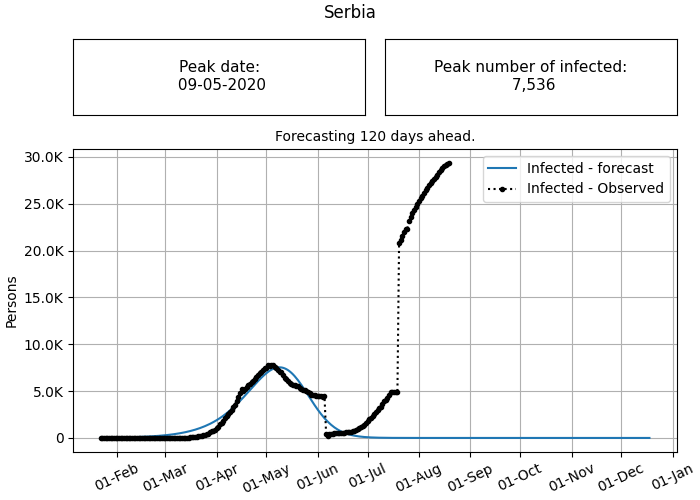 Serbia
Peak date:
09-05-2020
Peak number of infected:
7,536
Forecasting 120 days ahead.
Infected - forecast
Infected - Observed
30.0K
25.0K
20.0K
15.0K
10.0K
5.0K
0
Persons
01-Feb
01-Mar
01-Apr
01-May
01-Jun
01-Jul
01-Aug
01-Sep
01-Oct
01-Nov
01-Dec
01-Jan